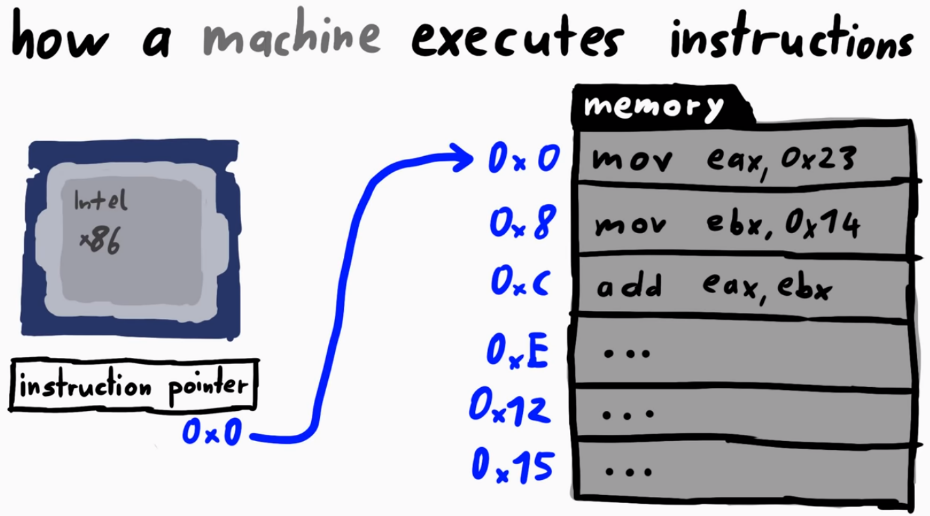 how a machine executes instructions
memory
Intel
x86
instruction pointer
0x0
0x0 mov eax, 0x23
0x8 mov ebx, 0x14
0xC add eax, ebx
0xE ...
0x12 ...
0x15 ...